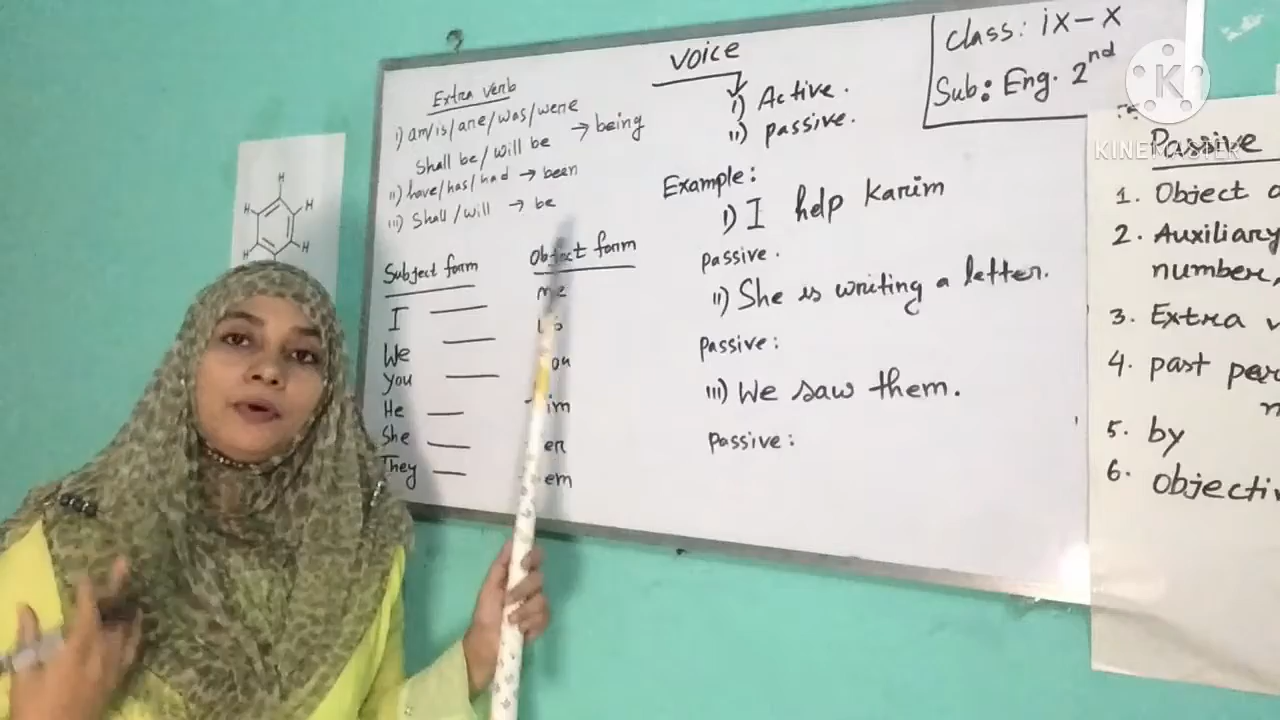 Voice
i) Active.
ii) passive.
class: ix-x
Sub: Eng. 2nd
Extra verb
i) am/is/are/was/were
Shall be/will be → being
ii) have/has/had → been
iii) Shall/will → be
Subject form
Object form
I — me
We —
you —
He —
She —
They —
Example:
i) I help Karim
passive.
ii) She is writing a letter.
passive:
iii) We saw them.
passive:
K
KINEMASTER
Passive
1. Object
2. Auxiliary
number,
3. Extra
4. past
5. by
6.
H
H
H
H
H